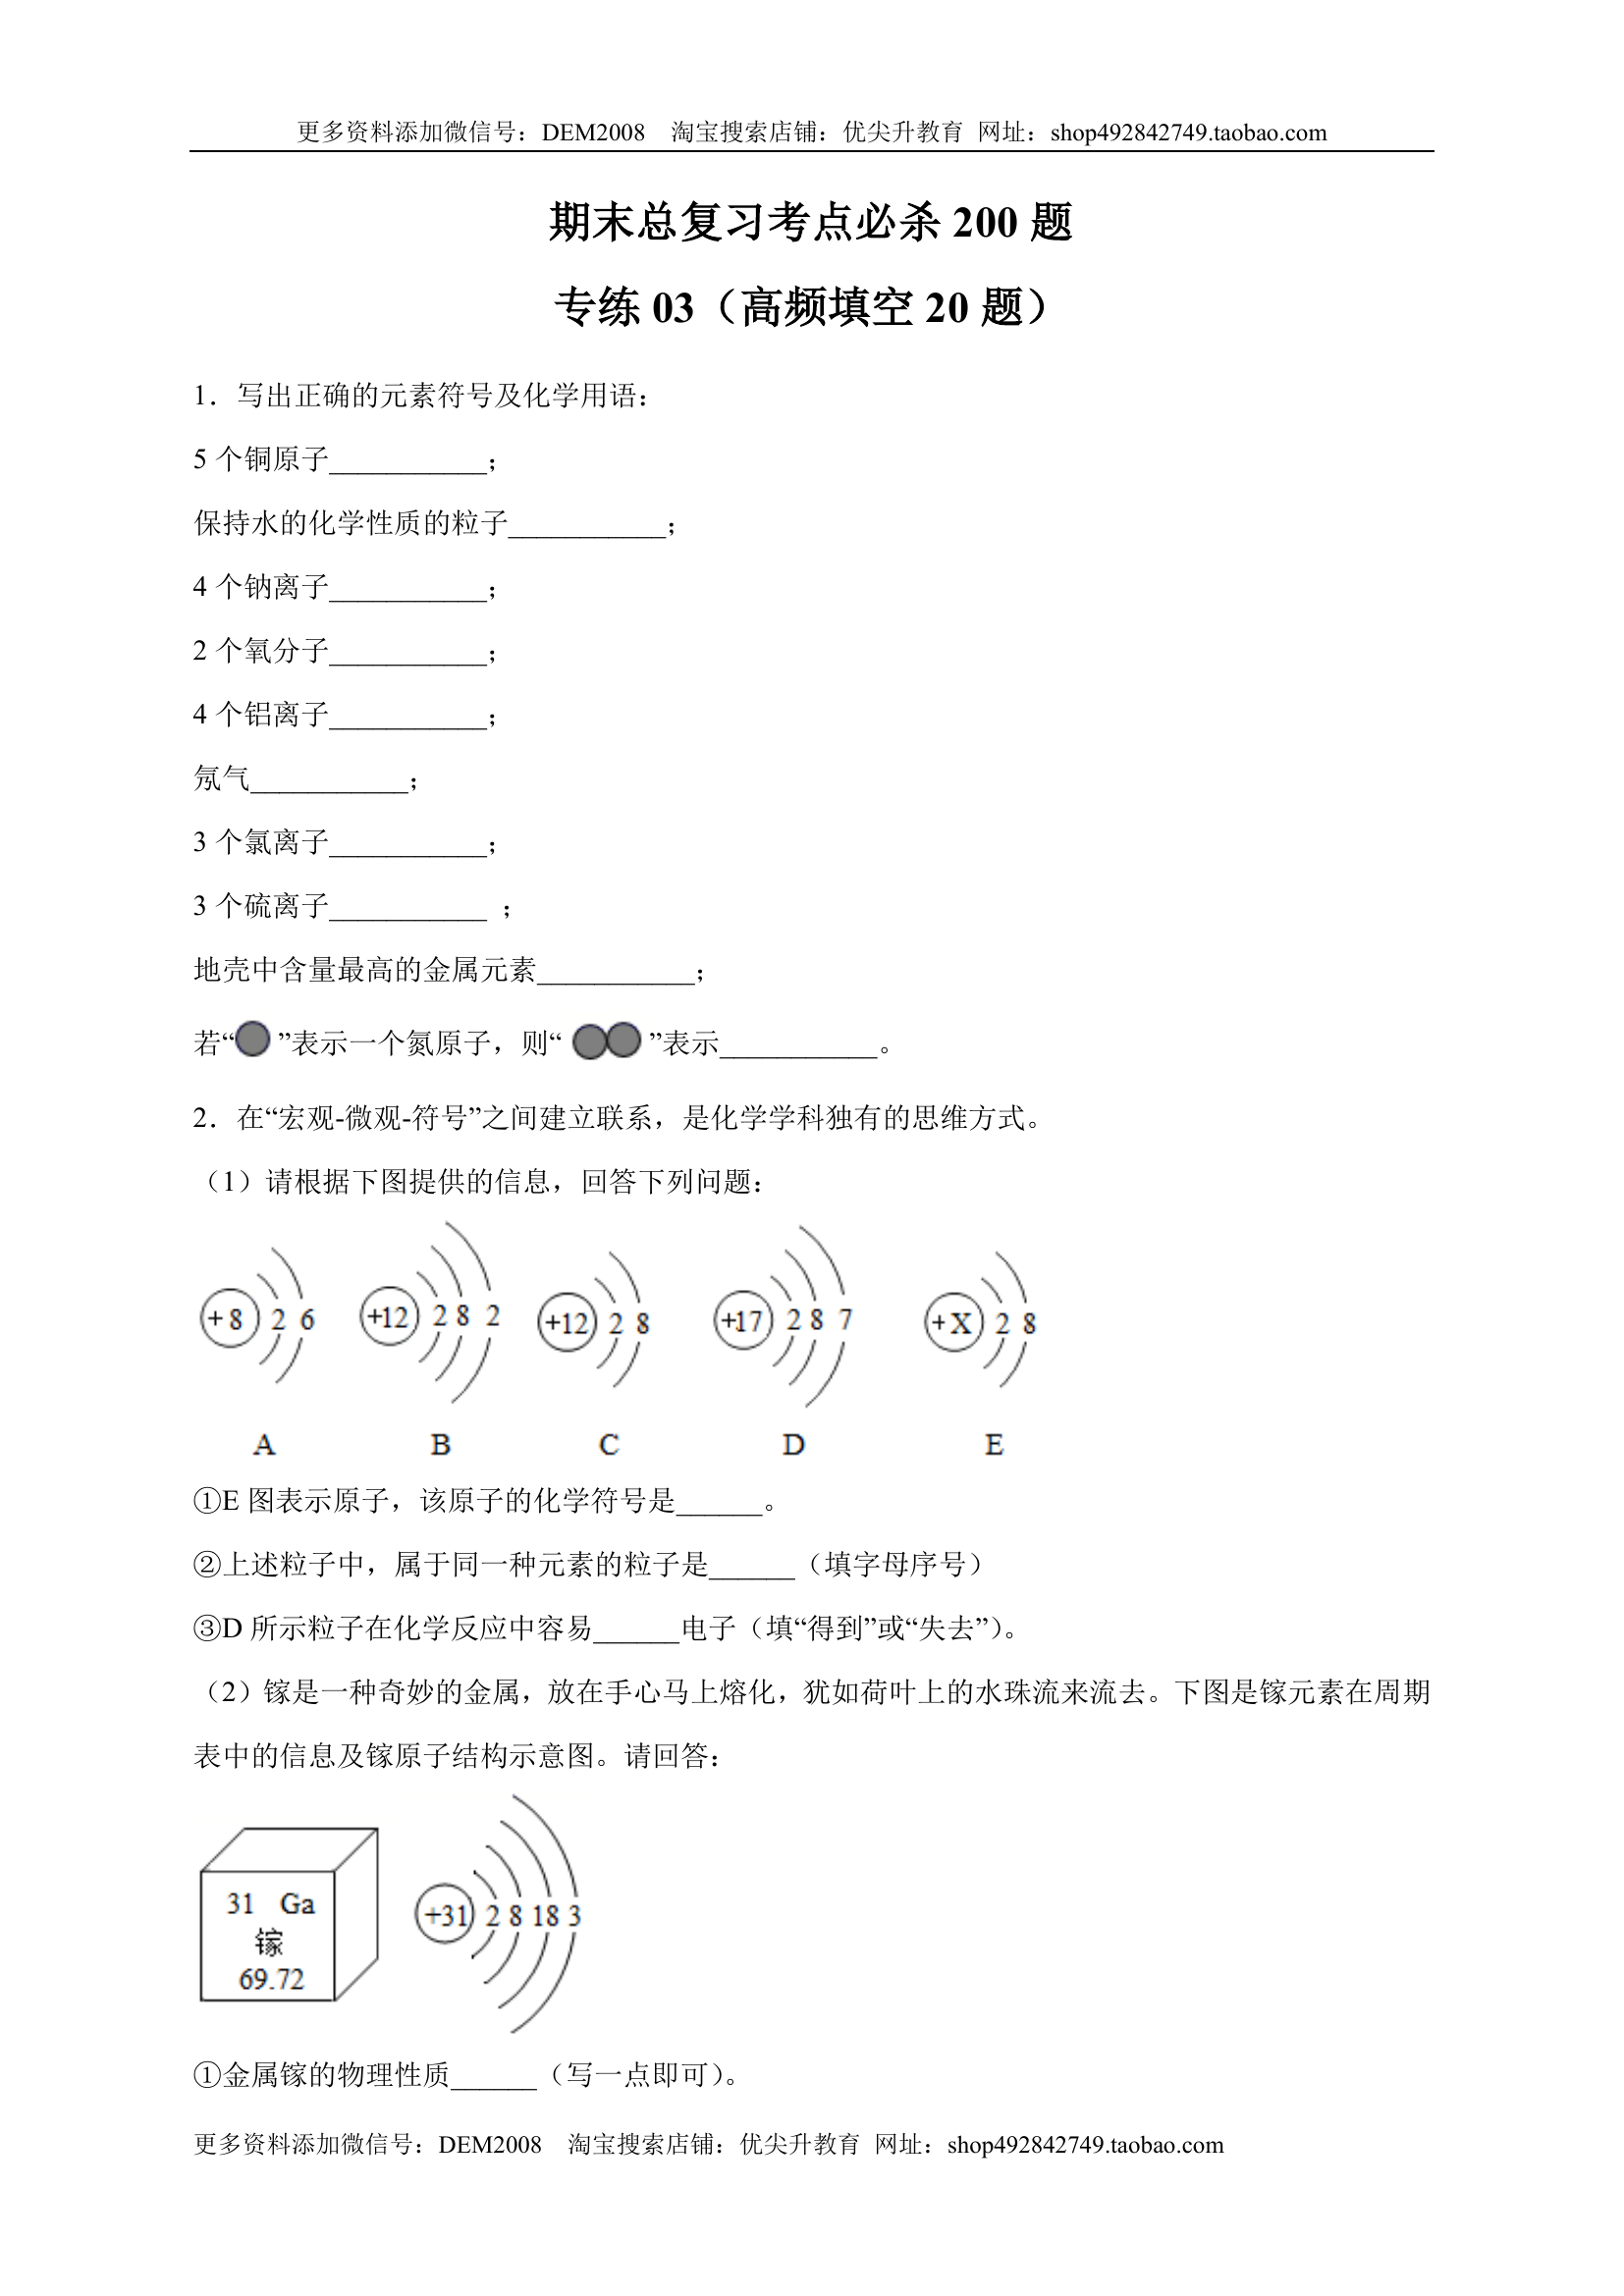 更多资料添加微信号：DEM2008　淘宝搜索店铺：优尖升教育 网址：shop492842749.taobao.com
期末总复习考点必杀 200 题
专练 03（高频填空 20 题）
1．写出正确的元素符号及化学用语：
5 个铜原子___________；
保持水的化学性质的粒子___________；
4 个钠离子___________；
2 个氧分子___________；
4 个铝离子___________；
氖气___________；
3 个氯离子___________；
3 个硫离子___________ ；
地壳中含量最高的金属元素___________；
若“ ”表示一个氮原子，则“ ”表示___________。
2．在“宏观-微观-符号”之间建立联系，是化学学科独有的思维方式。
（1）请根据下图提供的信息，回答下列问题：
+8 2 6 +12 2 8 2 +12 2 8 +17 2 8 7 +X 2 8
A B C D E
①E 图表示原子，该原子的化学符号是______。
②上述粒子中，属于同一种元素的粒子是______（填字母序号）
③D 所示粒子在化学反应中容易______电子（填“得到”或“失去”）。
（2）镓是一种奇妙的金属，放在手心马上熔化，犹如荷叶上的水珠流来流去。下图是镓元素在周期
表中的信息及镓原子结构示意图。请回答：
31 Ga
镓
69.72
+31 2 8 18 3
①金属镓的物理性质______（写一点即可）。
更多资料添加微信号：DEM2008　淘宝搜索店铺：优尖升教育 网址：shop492842749.taobao.com